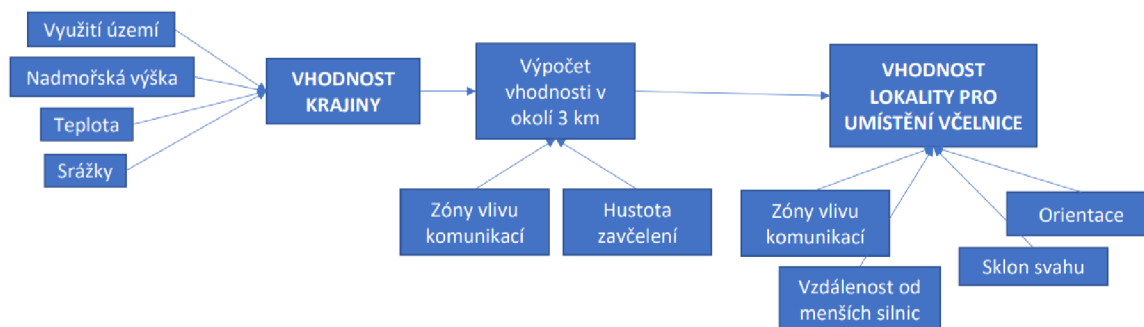 Využití území
Nadmořská výška
Teplota
Srážky
VHODNOST
KRAJINY
Výpočet
vhodnosti v
okolí 3 km
Zóny vlivu
komunikací
Hustota
zavčelení
VHODNOST
LOKALITY PRO
UMÍSTĚNÍ VČELNICE
Zóny vlivu
komunikací
Vzdálenost od
menších silnic
Sklon svahu
Orientace